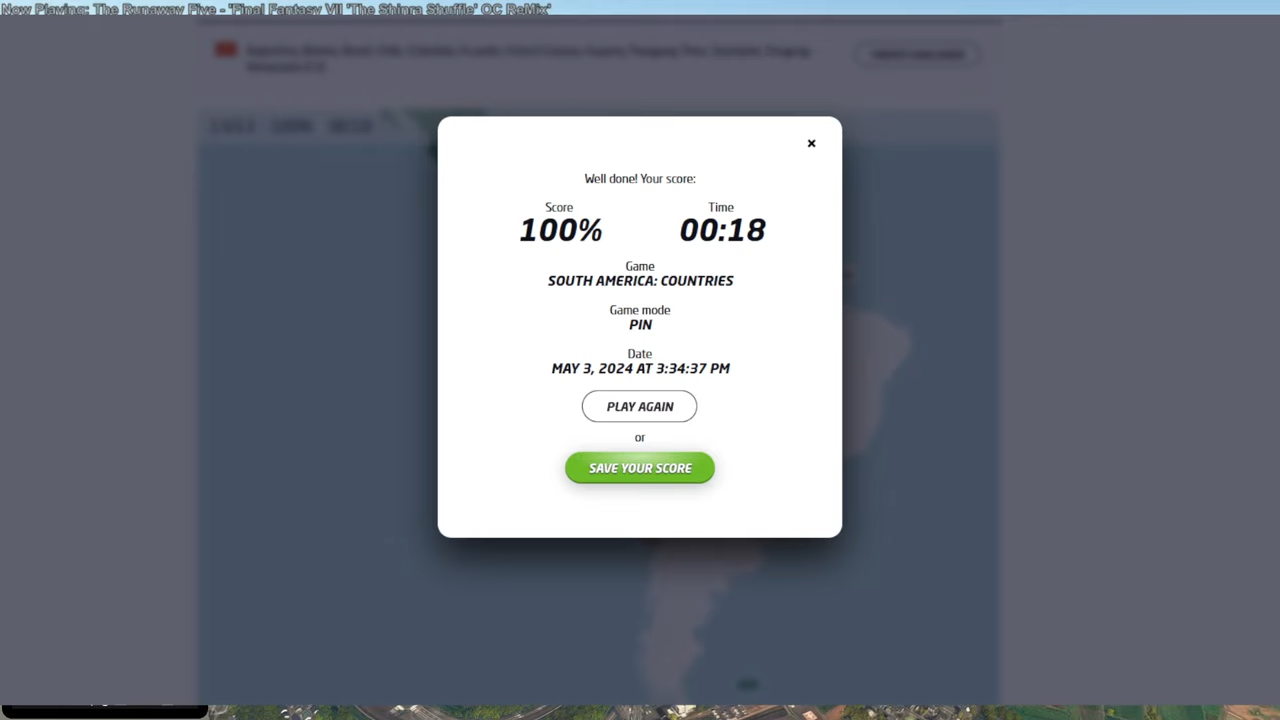 Now Playing: The Runaway Five - 'Final Fantasy VII 'The Shinra Shuffle' OC ReMix'
×
Well done! Your score:
Score Time
100% 00:18
Game
SOUTH AMERICA: COUNTRIES
Game mode
PIN
Date
MAY 3, 2024 AT 3:34:37 PM
PLAY AGAIN
or
SAVE YOUR SCORE